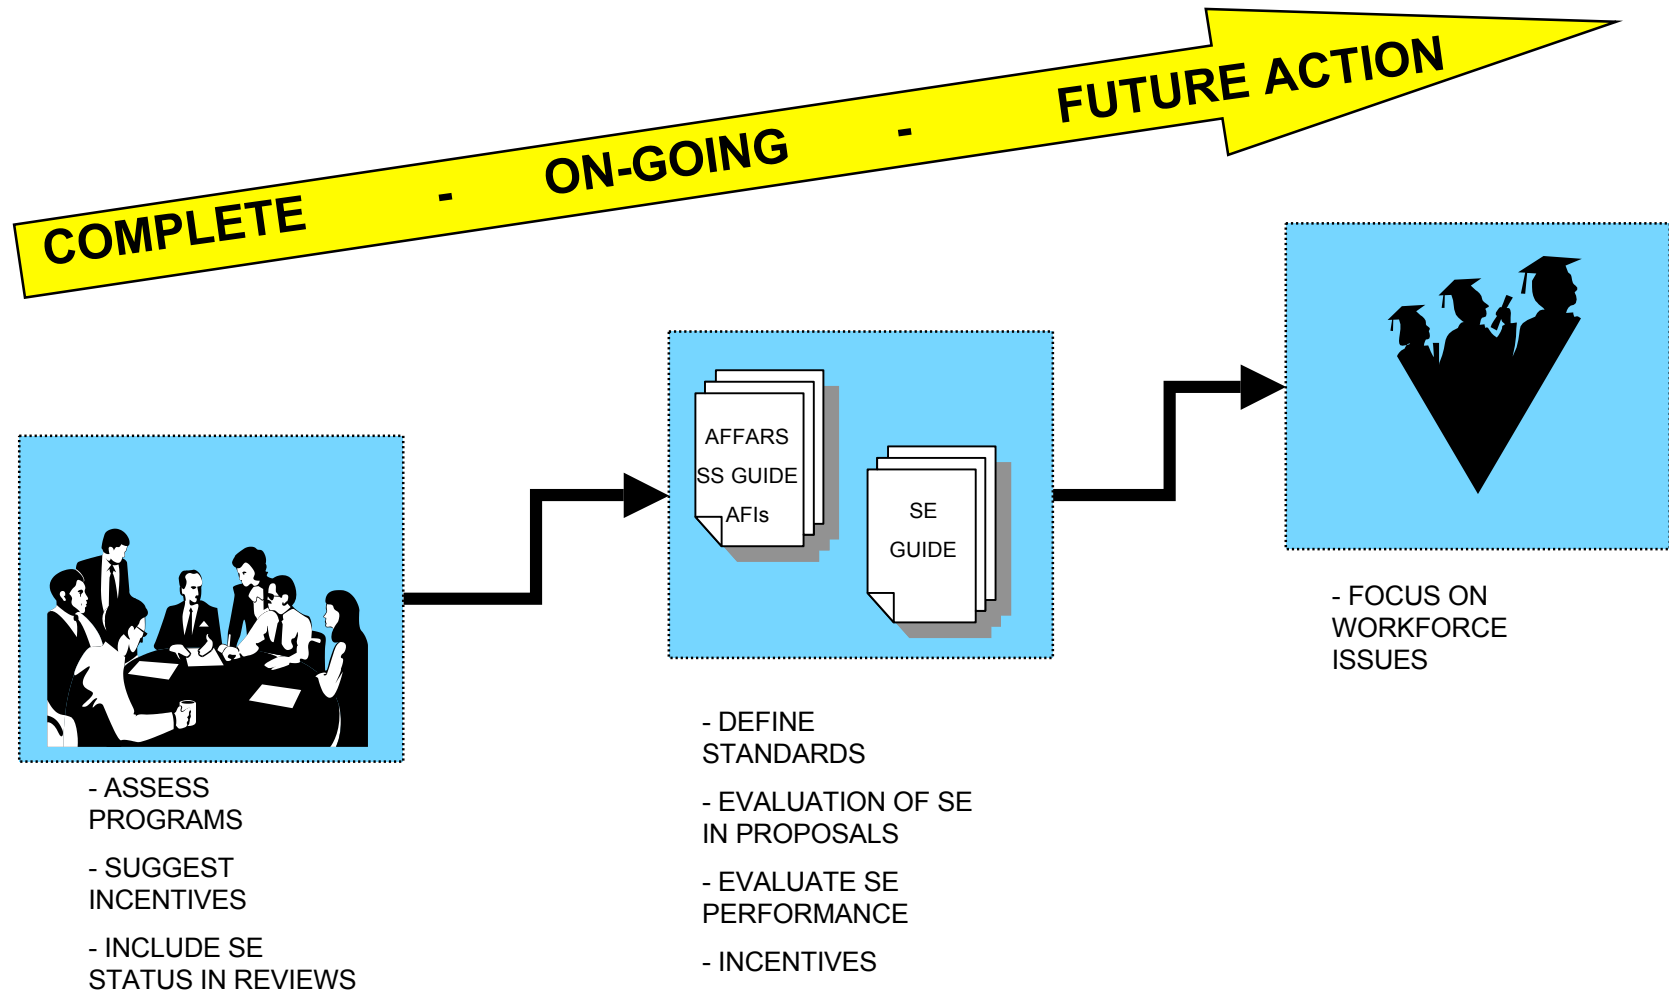 COMPLETE - ON-GOING - FUTURE ACTION
AFFARS
SS GUIDE
AFIs
SE
GUIDE
- ASSESS
PROGRAMS
- SUGGEST
INCENTIVES
- INCLUDE SE
STATUS IN REVIEWS
- DEFINE
STANDARDS
- EVALUATION OF SE
IN PROPOSALS
- EVALUATE SE
PERFORMANCE
- INCENTIVES
- FOCUS ON
WORKFORCE
ISSUES